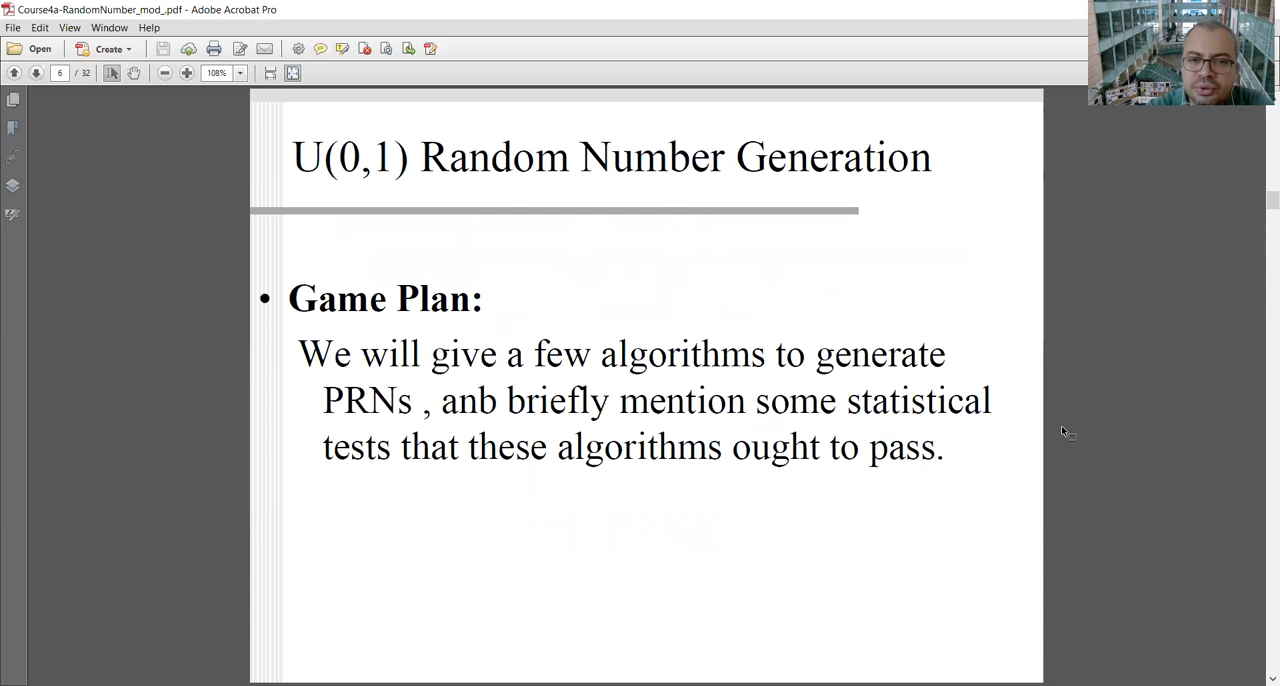 Course4a-RandomNumber_mod_.pdf - Adobe Acrobat Pro
File Edit View Window Help
Open Create
6 / 32 108%
U(0,1) Random Number Generation
• Game Plan:
We will give a few algorithms to generate
PRNs , anb briefly mention some statistical
tests that these algorithms ought to pass.